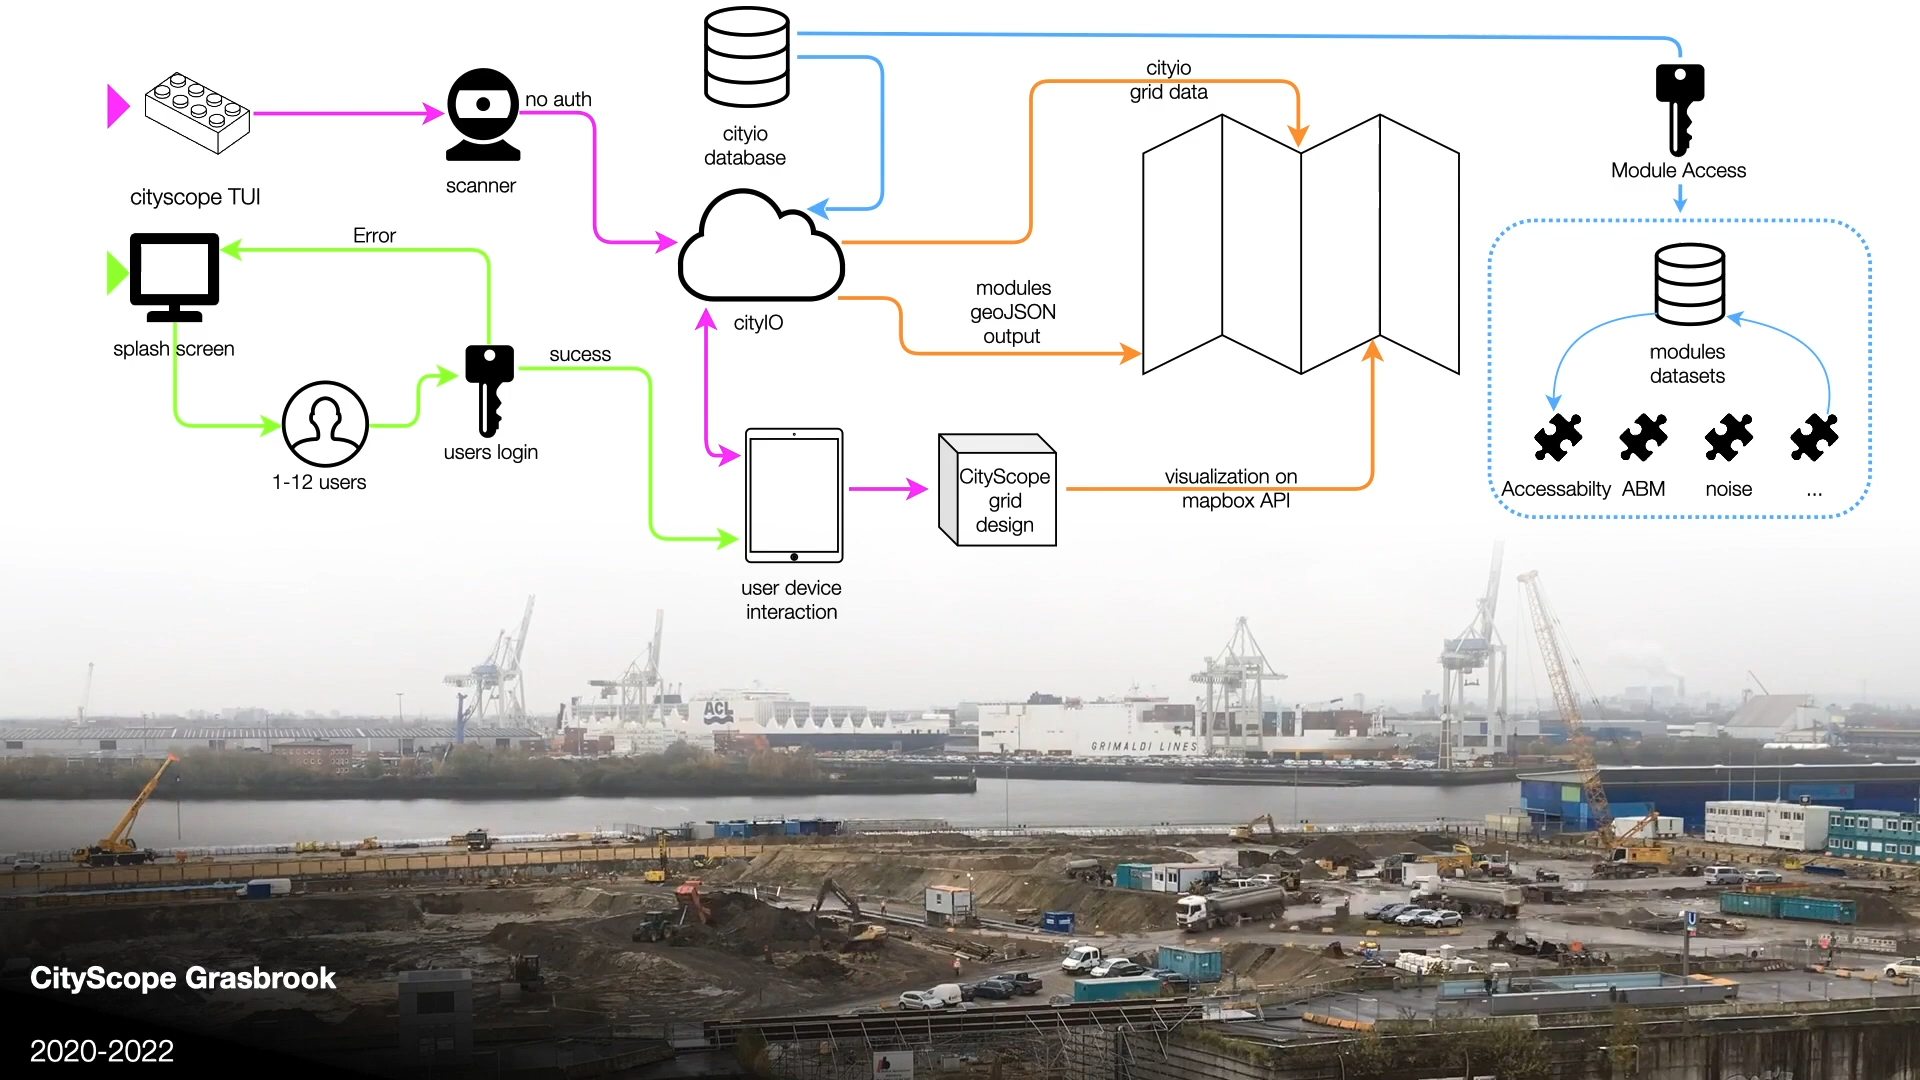 cityscope TUI
scanner
no auth
cityio
database
cityio
grid data
Module Access
Error
splash screen
1-12 users
users login
sucess
cityIO
modules
geoJSON
output
user device
interaction
CityScope
grid
design
visualization on
mapbox API
modules
datasets
Accessabilty
ABM
noise
...
ACL
GRIMALDI LINES
U
CityScope Grasbrook
2020-2022